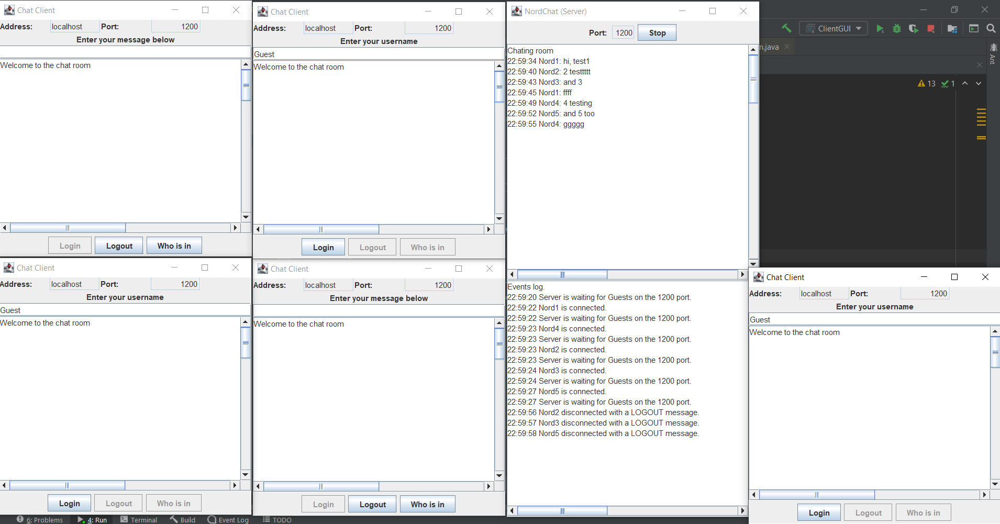 Chat Client
Address: localhost Port: 1200
Enter your message below
Welcome to the chat room
Login Logout Who is in
Chat Client
Address: localhost Port: 1200
Enter your username
Guest
Welcome to the chat room
Login Logout Who is in
NordChat (Server)
Port: 1200 Stop
Chating room
22:59:34 Nord1: hi, test1
22:59:40 Nord2: 2 testtttt
22:59:43 Nord3: and 3
22:59:45 Nord1: ffff
22:59:49 Nord4: 4 testing
22:59:52 Nord5: and 5 too
22:59:55 Nord4: ggggg
Events log.
22:59:20 Server is waiting for Guests on the 1200 port.
22:59:22 Nord1 is connected.
22:59:22 Server is waiting for Guests on the 1200 port.
22:59:23 Nord4 is connected.
22:59:23 Server is waiting for Guests on the 1200 port.
22:59:23 Nord2 is connected.
22:59:23 Server is waiting for Guests on the 1200 port.
22:59:24 Nord3 is connected.
22:59:24 Server is waiting for Guests on the 1200 port.
22:59:27 Nord5 is connected.
22:59:27 Server is waiting for Guests on the 1200 port.
22:59:56 Nord2 disconnected with a LOGOUT message.
22:59:57 Nord3 disconnected with a LOGOUT message.
22:59:58 Nord5 disconnected with a LOGOUT message.
ClientGUI
n.java
Ant
13 1
Chat Client
Address: localhost Port: 1200
Enter your username
Guest
Welcome to the chat room
Login Logout Who is in
Chat Client
Address: localhost Port: 1200
Enter your message below
Welcome to the chat room
Login Logout Who is in
Chat Client
Address: localhost Port: 1200
Enter your username
Guest
Welcome to the chat room
Login Logout Who is in
6: Problems 4: Run Terminal Build Event Log TODO